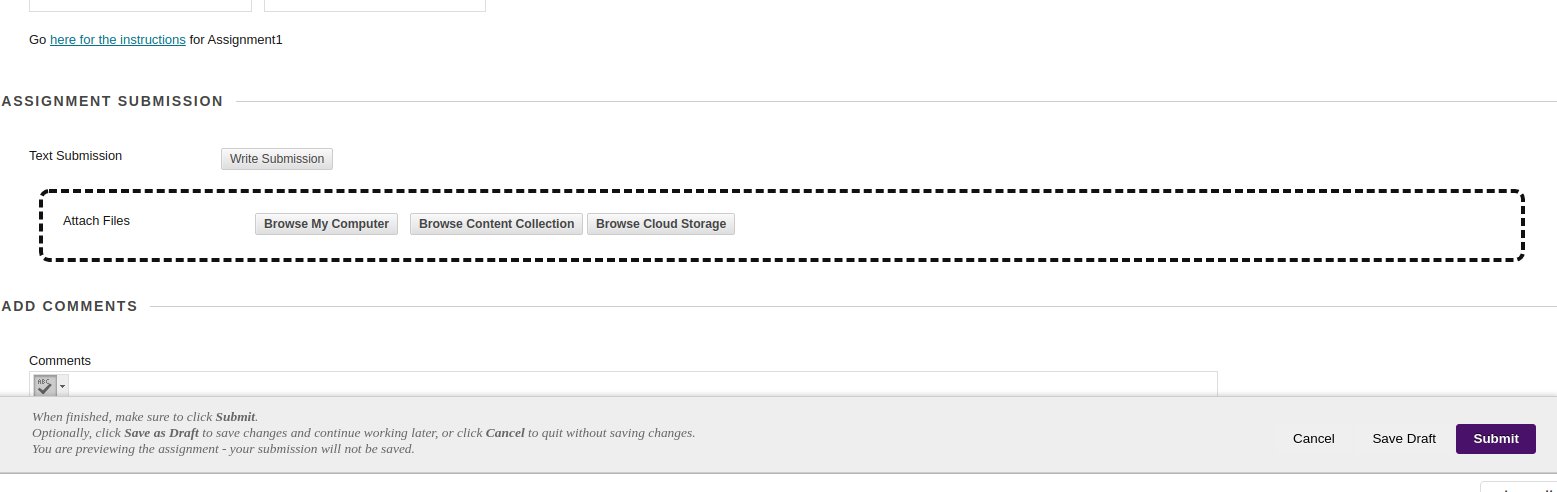 Go here for the instructions for Assignment1
ASSIGNMENT SUBMISSION
Text Submission
Write Submission
Attach Files
Browse My Computer
Browse Content Collection
Browse Cloud Storage
ADD COMMENTS
Comments
ABC
When finished, make sure to click Submit.
Optionally, click Save as Draft to save changes and continue working later, or click Cancel to quit without saving changes.
You are previewing the assignment - your submission will not be saved.
Cancel
Save Draft
Submit